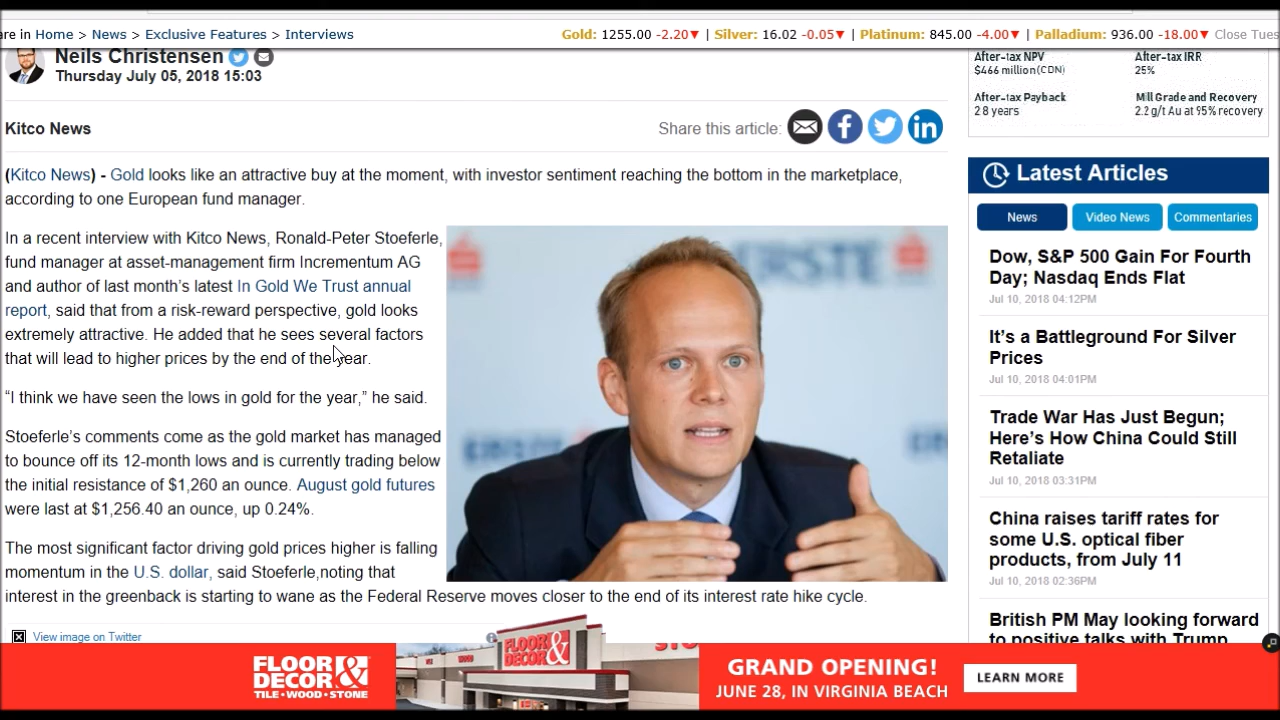 are in Home > News > Exclusive Features > Interviews
Gold: 1255.00 -2.20▼ | Silver: 16.02 -0.05▼ | Platinum: 845.00 -4.00▼ | Palladium: 936.00 -18.00▼ Close Tues
Neils Christensen
Thursday July 05, 2018 15:03
Kitco News
Share this article:
(Kitco News) - Gold looks like an attractive buy at the moment, with investor sentiment reaching the bottom in the marketplace,
according to one European fund manager.
In a recent interview with Kitco News, Ronald-Peter Stoeferle,
fund manager at asset-management firm Incrementum AG
and author of last month's latest In Gold We Trust annual
report, said that from a risk-reward perspective, gold looks
extremely attractive. He added that he sees several factors
that will lead to higher prices by the end of the year.
“I think we have seen the lows in gold for the year,” he said.
Stoeferle's comments come as the gold market has managed
to bounce off its 12-month lows and is currently trading below
the initial resistance of $1,260 an ounce. August gold futures
were last at $1,256.40 an ounce, up 0.24%.
The most significant factor driving gold prices higher is falling
momentum in the U.S. dollar, said Stoeferle,noting that
interest in the greenback is starting to wane as the Federal Reserve moves closer to the end of its interest rate hike cycle.
View image on Twitter
ERSTE
After-tax NPV
$466 million(CDN)
After-tax IRR
25%
After-tax Payback
2 8 years
Mill Grade and Recovery
2.2 g/t Au at 95% recovery
Latest Articles
News
Video News
Commentaries
Dow, S&P 500 Gain For Fourth
Day; Nasdaq Ends Flat
Jul 10, 2018 04:12PM
It's a Battleground For Silver
Prices
Jul 10, 2018 04:01PM
Trade War Has Just Begun;
Here's How China Could Still
Retaliate
Jul 10, 2018 03:31PM
China raises tariff rates for
some U.S. optical fiber
products, from July 11
Jul 10, 2018 02:36PM
British PM May looking forward
to positive talks with Trump
FLOOR &
DECOR
TILE•WOOD•STONE
FLOOR &
DECOR
GRAND OPENING!
JUNE 28, IN VIRGINIA BEACH
LEARN MORE